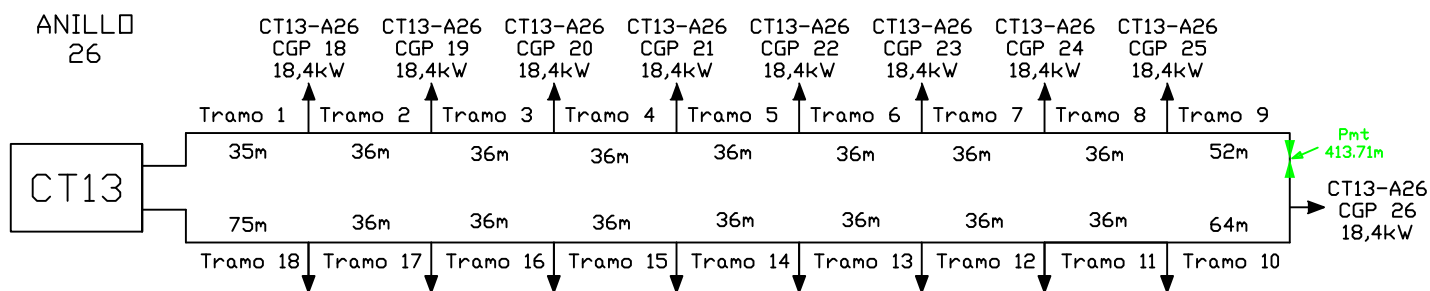 ANILLO
26
CT13-A26 CT13-A26 CT13-A26 CT13-A26 CT13-A26 CT13-A26 CT13-A26 CT13-A26
CGP 18 CGP 19 CGP 20 CGP 21 CGP 22 CGP 23 CGP 24 CGP 25
18,4kW 18,4kW 18,4kW 18,4kW 18,4kW 18,4kW 18,4kW 18,4kW
Tramo 1 Tramo 2 Tramo 3 Tramo 4 Tramo 5 Tramo 6 Tramo 7 Tramo 8 Tramo 9
35m 36m 36m 36m 36m 36m 36m 36m 52m
Pmt
413.71m
CT13
CT13-A26
CGP 26
18,4kW
75m 36m 36m 36m 36m 36m 36m 36m 64m
Tramo 18 Tramo 17 Tramo 16 Tramo 15 Tramo 14 Tramo 13 Tramo 12 Tramo 11 Tramo 10